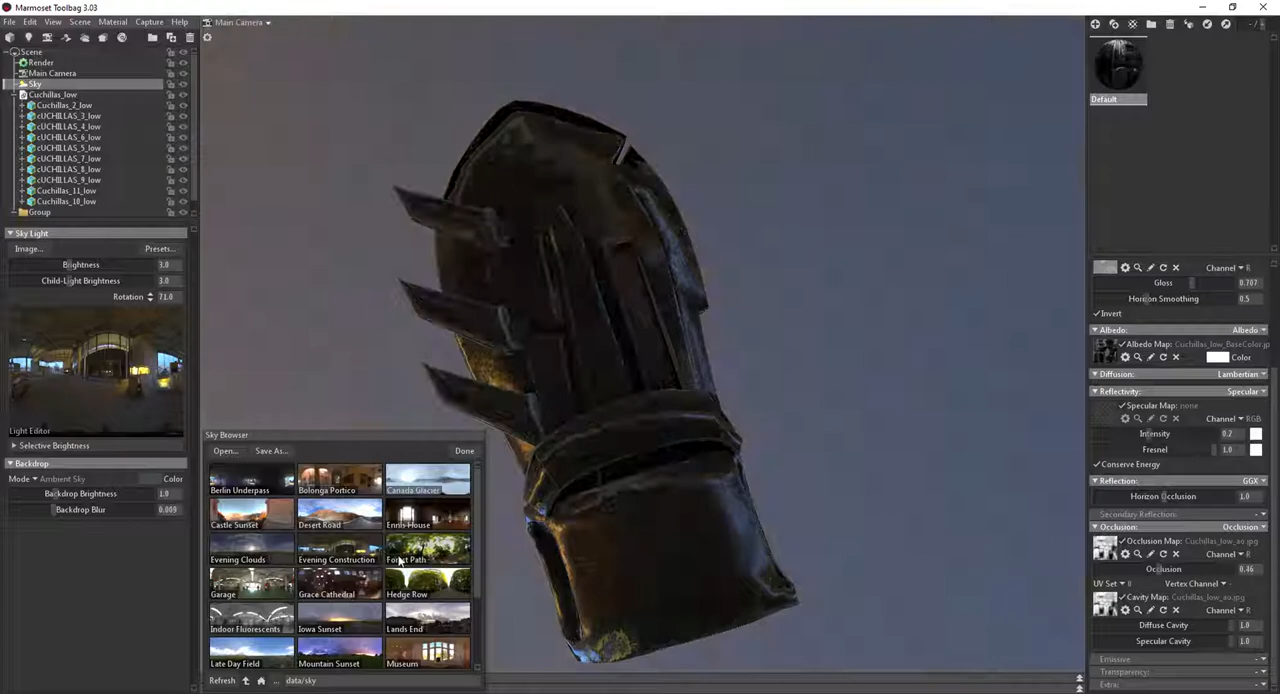 Marmoset Toolbag 3.03
File Edit View Scene Material Capture Help
Main Camera
Scene
Render
Main Camera
Sky
Cuchillas_low
Cuchillas_2_low
cUCHILLAS_3_low
cUCHILLAS_4_low
cUCHILLAS_6_low
cUCHILLAS_5_low
cUCHILLAS_7_low
cUCHILLAS_8_low
cUCHILLAS_9_low
Cuchillas_11_low
Cuchillas_10_low
Group
Sky Light
Image... Presets...
Brightness 3.0
Child-Light Brightness 3.0
Rotation 71.0
Light Editor
Selective Brightness
Backdrop
Mode Ambient Sky Color
Backdrop Brightness 1.0
Backdrop Blur 0.009
Sky Browser
Open... Save As... Done
Berlin Underpass Bolonga Portico Canada Glacier
Castle Sunset Desert Road Ennis House
Evening Clouds Evening Construction Forest Path
Garage Grace Cathedral Hedge Row
Indoor Fluorescents Iowa Sunset Lands End
Late Day Field Mountain Sunset Museum
Refresh ... data/sky
Default
Channel R
Gloss 0.707
Horizon Smoothing 0.5
Invert
Albedo: Albedo
Albedo Map: Cuchillas_low_BaseColor.jp
Color
Diffusion: Lambertian
Reflectivity: Specular
Specular Map: none
Channel RGB
Intensity 0.2
Fresnel 1.0
Conserve Energy
Reflection: GGX
Horizon Occlusion 1.0
Secondary Reflection:
Occlusion: Occlusion
Occlusion Map: Cuchillas_low_ao.jpg
Channel R
Occlusion 0.46
UV Set Vertex Channel
Cavity Map: Cuchillas_low_ao.jpg
Channel R
Diffuse Cavity 1.0
Specular Cavity 1.0
Emissive
Transparency:
Extra: